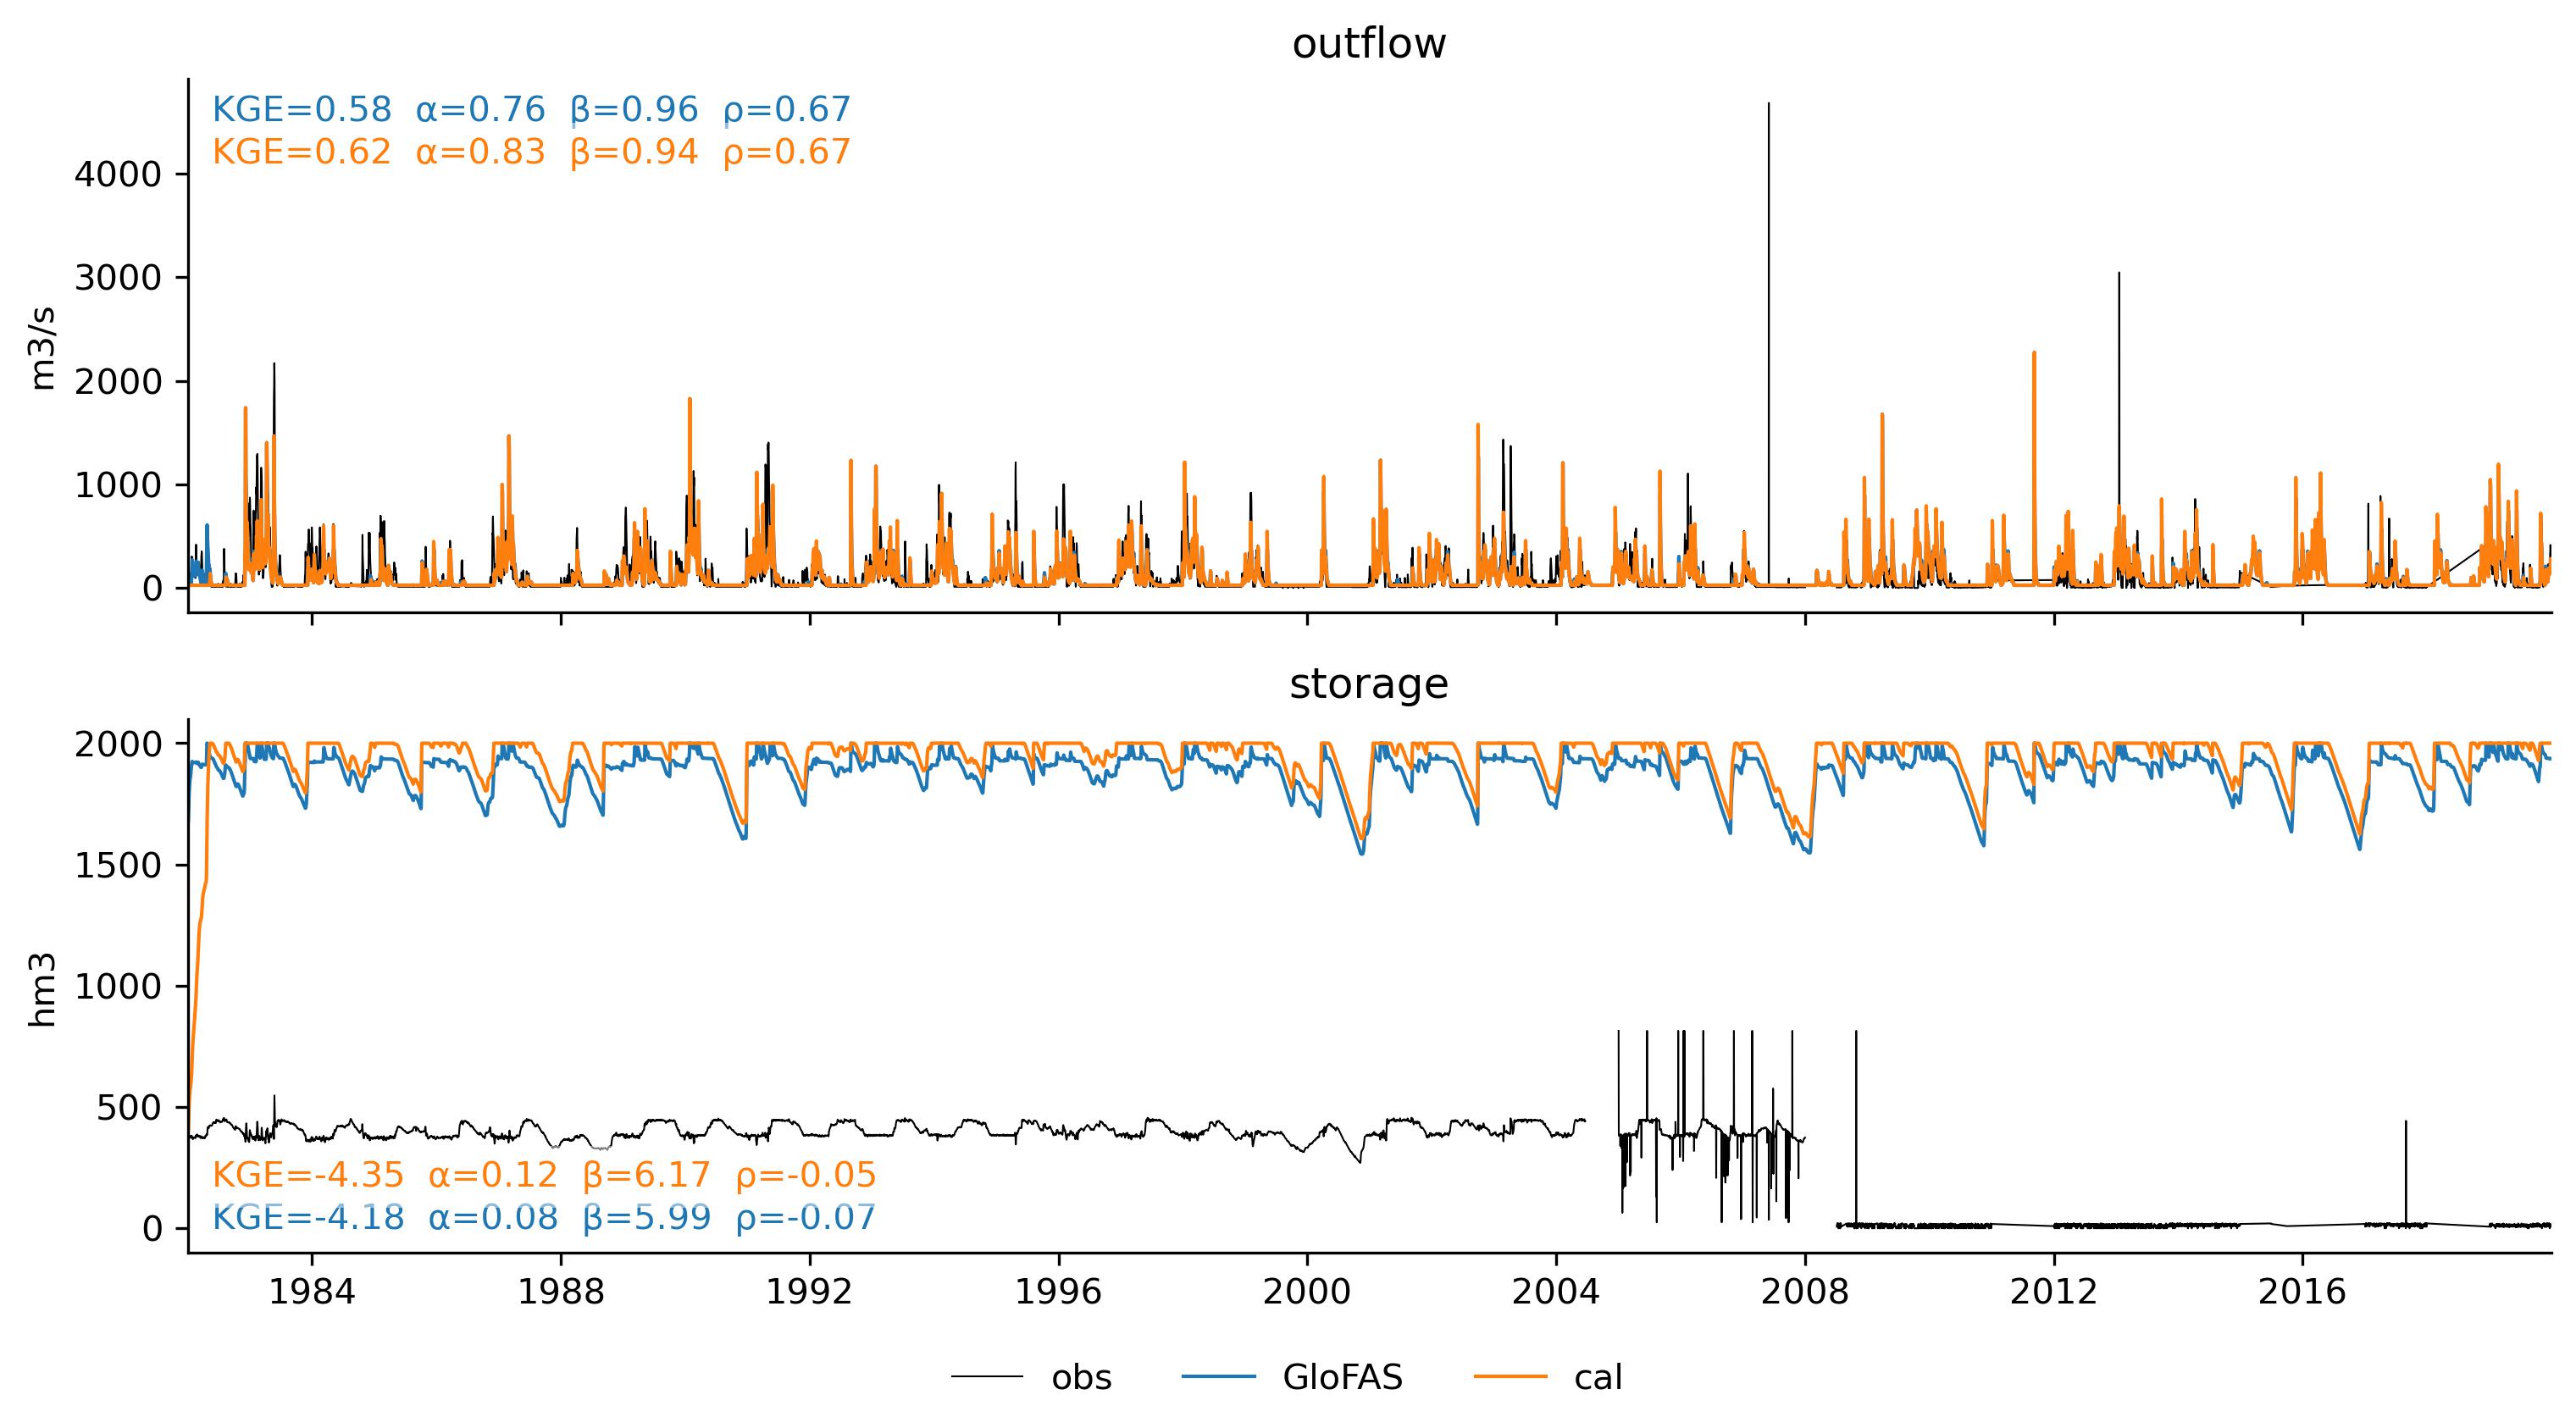 outflow
KGE=0.58 α=0.76 β=0.96 ρ=0.67
KGE=0.62 α=0.83 β=0.94 ρ=0.67
m3/s
4000
3000
2000
1000
0
storage
hm3
2000
1500
1000
500
0
KGE=-4.35 α=0.12 β=6.17 ρ=-0.05
KGE=-4.18 α=0.08 β=5.99 ρ=-0.07
1984 1988 1992 1996 2000 2004 2008 2012 2016
obs GloFAS cal